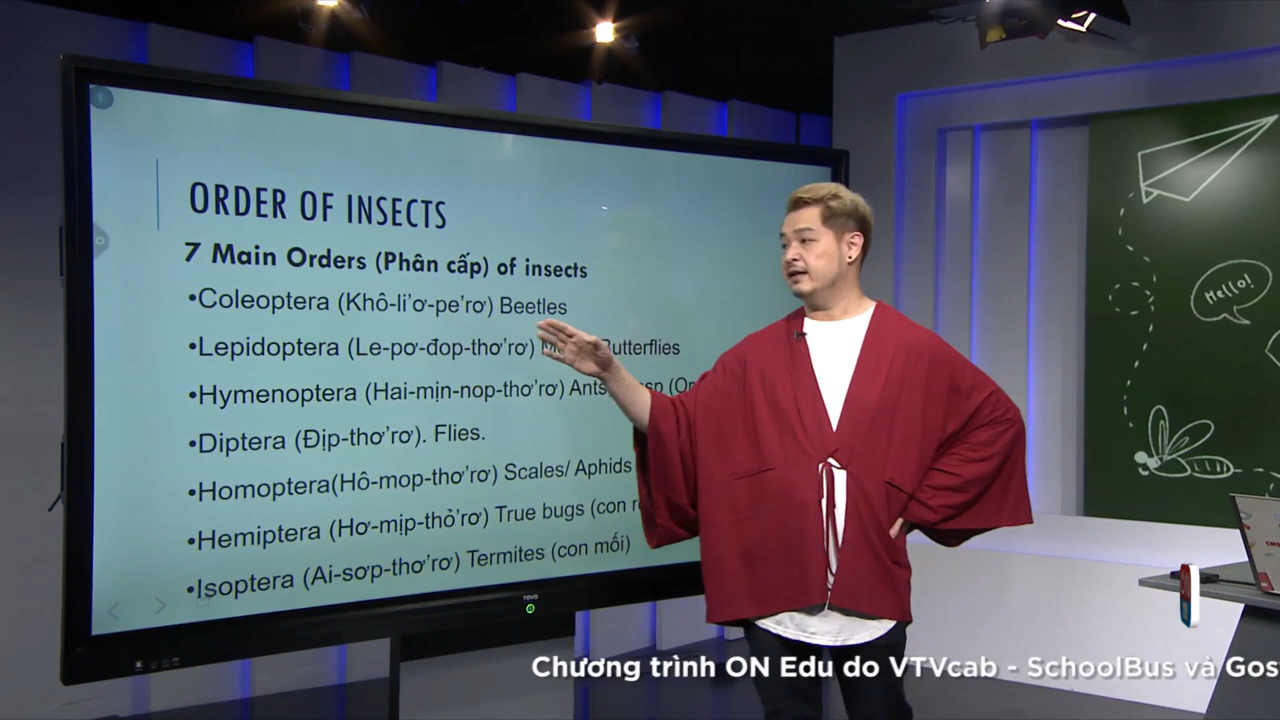 ORDER OF INSECTS
7 Main Orders (Phân cấp) of insects
•Coleoptera (Khô-li'ơ-pe'rơ) Beetles
•Lepidoptera (Le-pơ-đop-thơ'rơ) Butterflies
•Hymenoptera (Hai-mịn-nop-thơ'rơ) Ants
•Diptera (Địp-thơ'rơ). Flies.
•Homoptera(Hô-mop-thơ'rơ) Scales/ Aphids
•Hemiptera (Hơ-mịp-thỏ'rơ) True bugs (con
•Isoptera (Ai-sơp-thơ'rơ) Termites (con mối)
Hello!
Chương trình ON Edu do VTVcab - SchoolBus và Gos